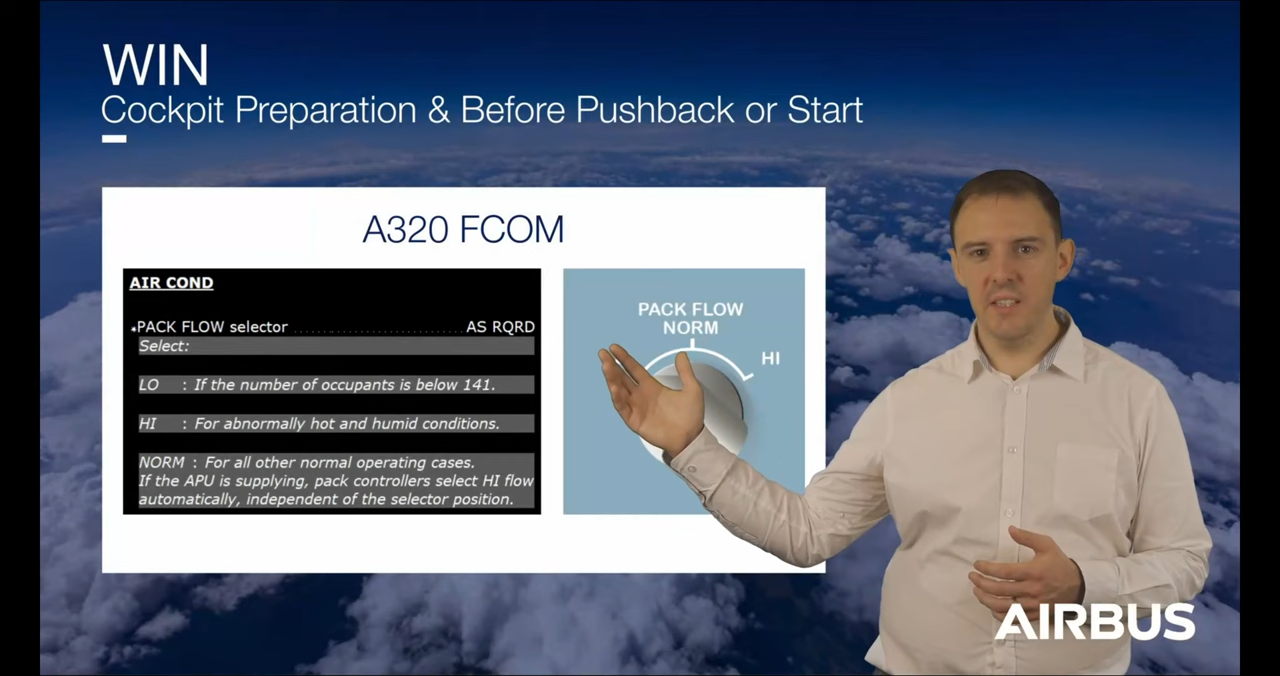 WIN
Cockpit Preparation & Before Pushback or Start
A320 FCOM
AIR COND
*PACK FLOW selector ........................ AS RQRD
Select:
LO : If the number of occupants is below 141.
HI : For abnormally hot and humid conditions.
NORM : For all other normal operating cases.
If the APU is supplying, pack controllers select HI flow
automatically, independent of the selector position.
PACK FLOW
NORM
HI
AIRBUS